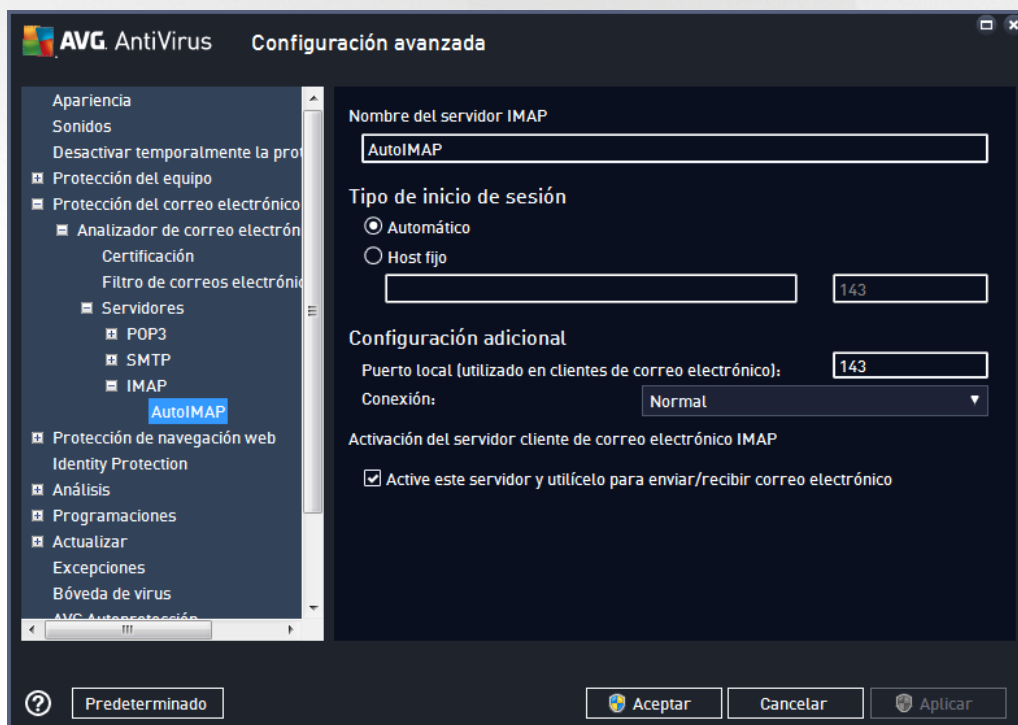 AVG. AntiVirus Configuración avanzada
Apariencia
Sonidos
Desactivar temporalmente la prot
Protección del equipo
Protección del correo electrónico
Analizador de correo electrón
Certificación
Filtro de correos electrónic
Servidores
POP3
SMTP
IMAP
AutoIMAP
Protección de navegación web
Identity Protection
Análisis
Programaciones
Actualizar
Excepciones
Bóveda de virus
AVG Autoprotección
Nombre del servidor IMAP
AutoIMAP
Tipo de inicio de sesión
Automático
Host fijo
143
Configuración adicional
Puerto local (utilizado en clientes de correo electrónico): 143
Conexión: Normal
Activación del servidor cliente de correo electrónico IMAP
Active este servidor y utilícelo para enviar/recibir correo electrónico
? Predeterminado Aceptar Cancelar Aplicar